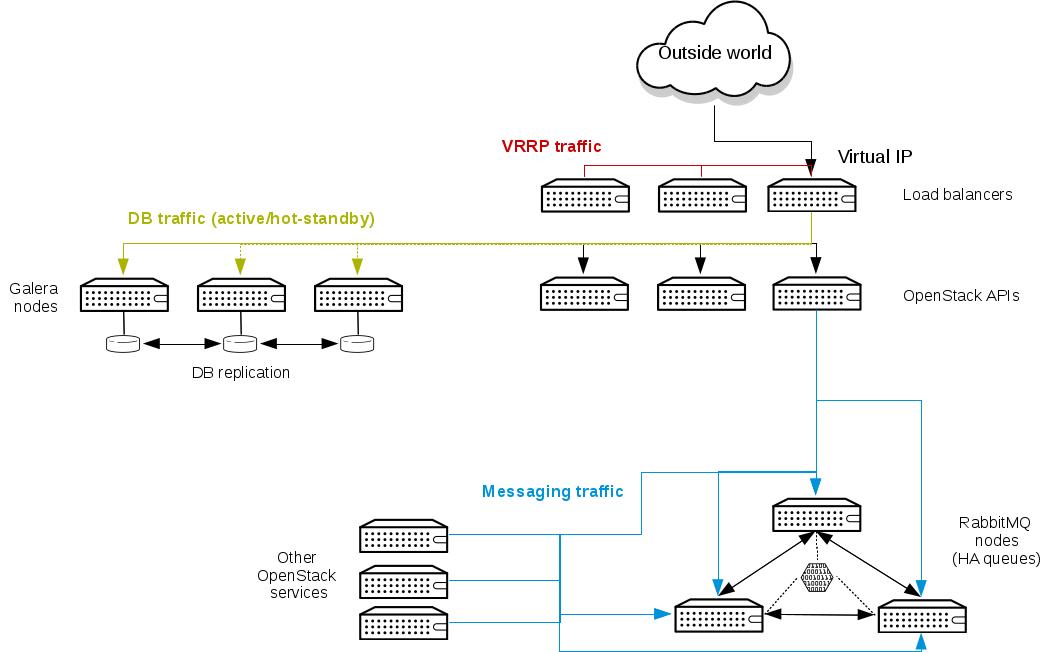 Outside world
VRRP traffic
Virtual IP
Load balancers
DB traffic (active/hot-standby)
Galera
nodes
OpenStack APIs
DB replication
Messaging traffic
RabbitMQ
nodes
(HA queues)
Other
OpenStack
services